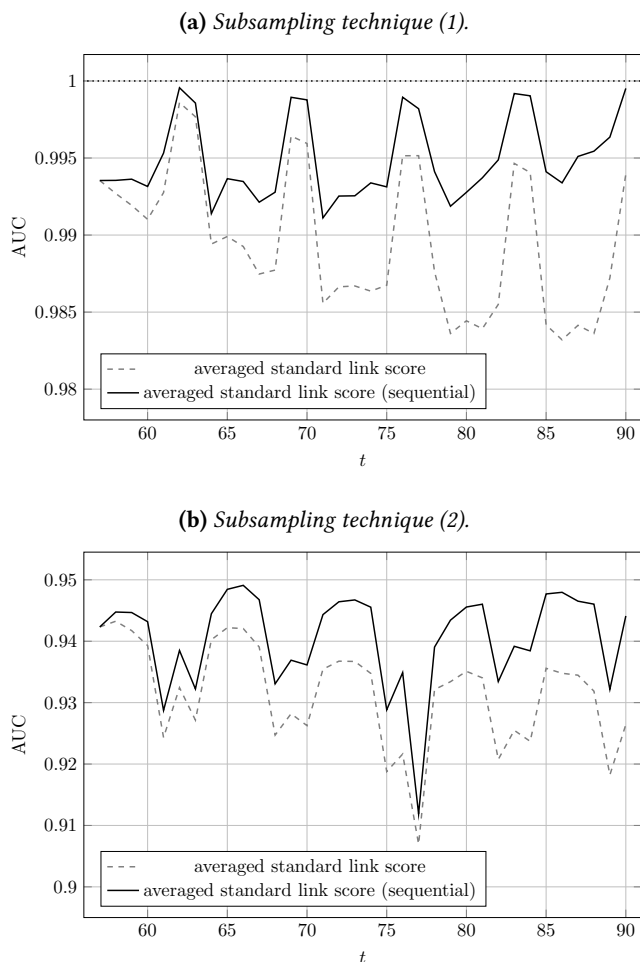 (a) Subsampling technique (1).
1
0.995
0.99
0.985
0.98
AUC
averaged standard link score
averaged standard link score (sequential)
60 65 70 75 80 85 90
t
(b) Subsampling technique (2).
0.95
0.94
0.93
0.92
0.91
0.9
AUC
averaged standard link score
averaged standard link score (sequential)
60 65 70 75 80 85 90
t